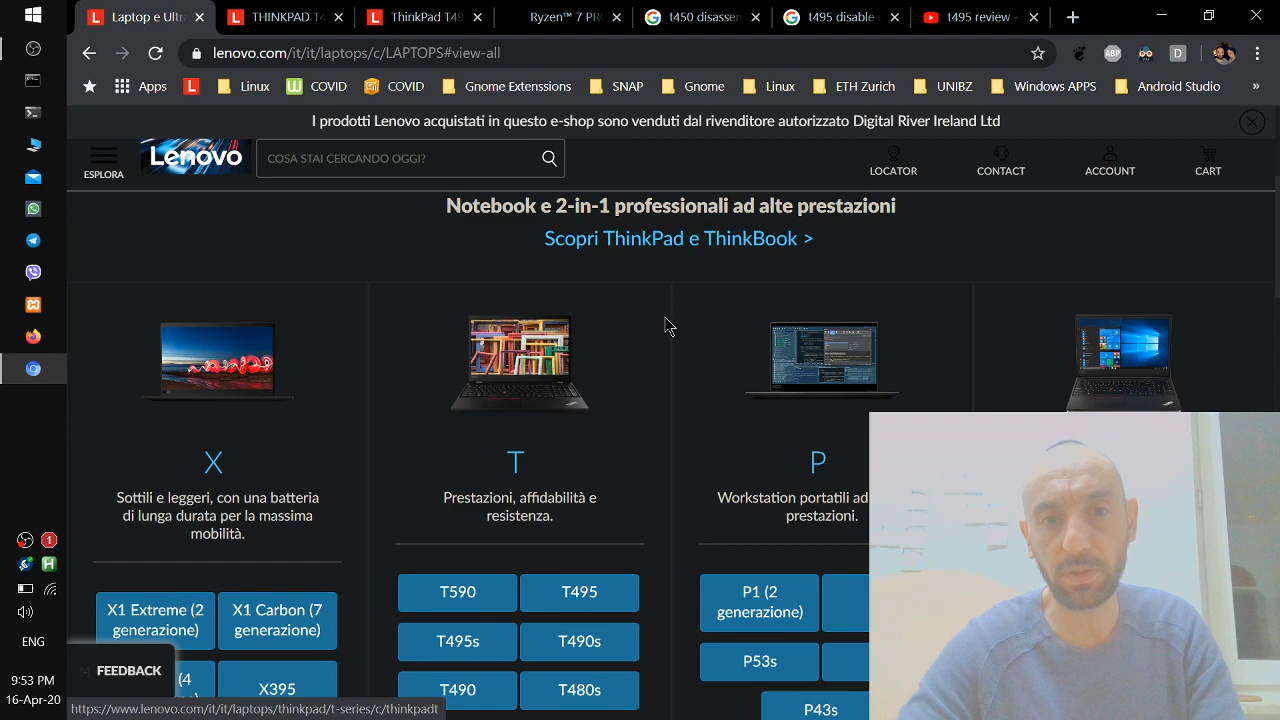 Laptop e Ultra
THINKPAD T4
ThinkPad T49
Ryzen™ 7 PR
t450 disassen
t495 disable
t495 review -
lenovo.com/it/it/laptops/c/LAPTOPS#view-all
Apps
Linux
COVID
COVID
Gnome Extenssions
SNAP
Gnome
Linux
ETH Zurich
UNIBZ
Windows APPS
Android Studio
»
I prodotti Lenovo acquistati in questo e-shop sono venduti dal rivenditore autorizzato Digital River Ireland Ltd
ESPLORA
Lenovo
COSA STAI CERCANDO OGGI?
LOCATOR
CONTACT
ACCOUNT
CART
Notebook e 2-in-1 professionali ad alte prestazioni
Scopri ThinkPad e ThinkBook >
X
Sottili e leggeri, con una batteria
di lunga durata per la massima
mobilità.
X1 Extreme (2
generazione)
X1 Carbon (7
generazione)
(4
X395
T
Prestazioni, affidabilità e
resistenza.
T590
T495
T495s
T490s
T490
T480s
P
Workstation portatili ad
prestazioni.
P1 (2
generazione)
P53s
P43s
FEEDBACK
https://www.lenovo.com/it/it/laptops/thinkpad/t-series/c/thinkpadt
1
ENG
9:53 PM
16-Apr-20